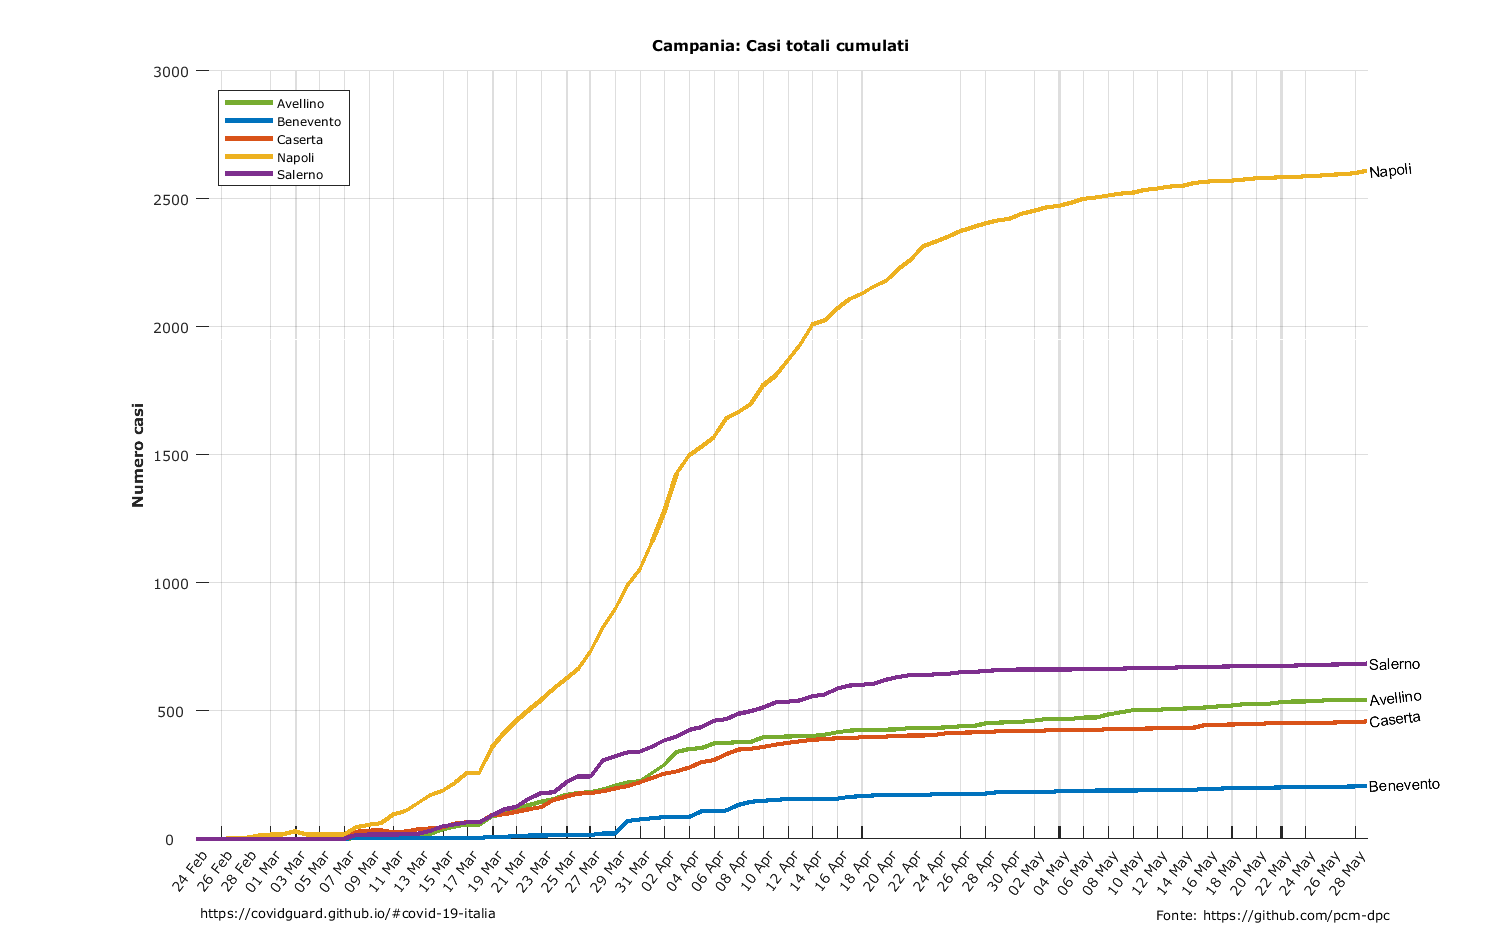 Campania: Casi totali cumulati
3000
2500
2000
1500
1000
500
0
Numero casi
Avellino
Benevento
Caserta
Napoli
Salerno
Napoli
Salerno
Avellino
Caserta
Benevento
24 Feb
26 Feb
28 Feb
01 Mar
03 Mar
05 Mar
07 Mar
09 Mar
11 Mar
13 Mar
15 Mar
17 Mar
19 Mar
21 Mar
23 Mar
25 Mar
27 Mar
29 Mar
31 Mar
02 Apr
04 Apr
06 Apr
08 Apr
10 Apr
12 Apr
14 Apr
16 Apr
18 Apr
20 Apr
22 Apr
24 Apr
26 Apr
28 Apr
30 Apr
02 May
04 May
06 May
08 May
10 May
12 May
14 May
16 May
18 May
20 May
22 May
24 May
26 May
28 May
https://covidguard.github.io/#covid-19-italia
Fonte: https://github.com/pcm-dpc